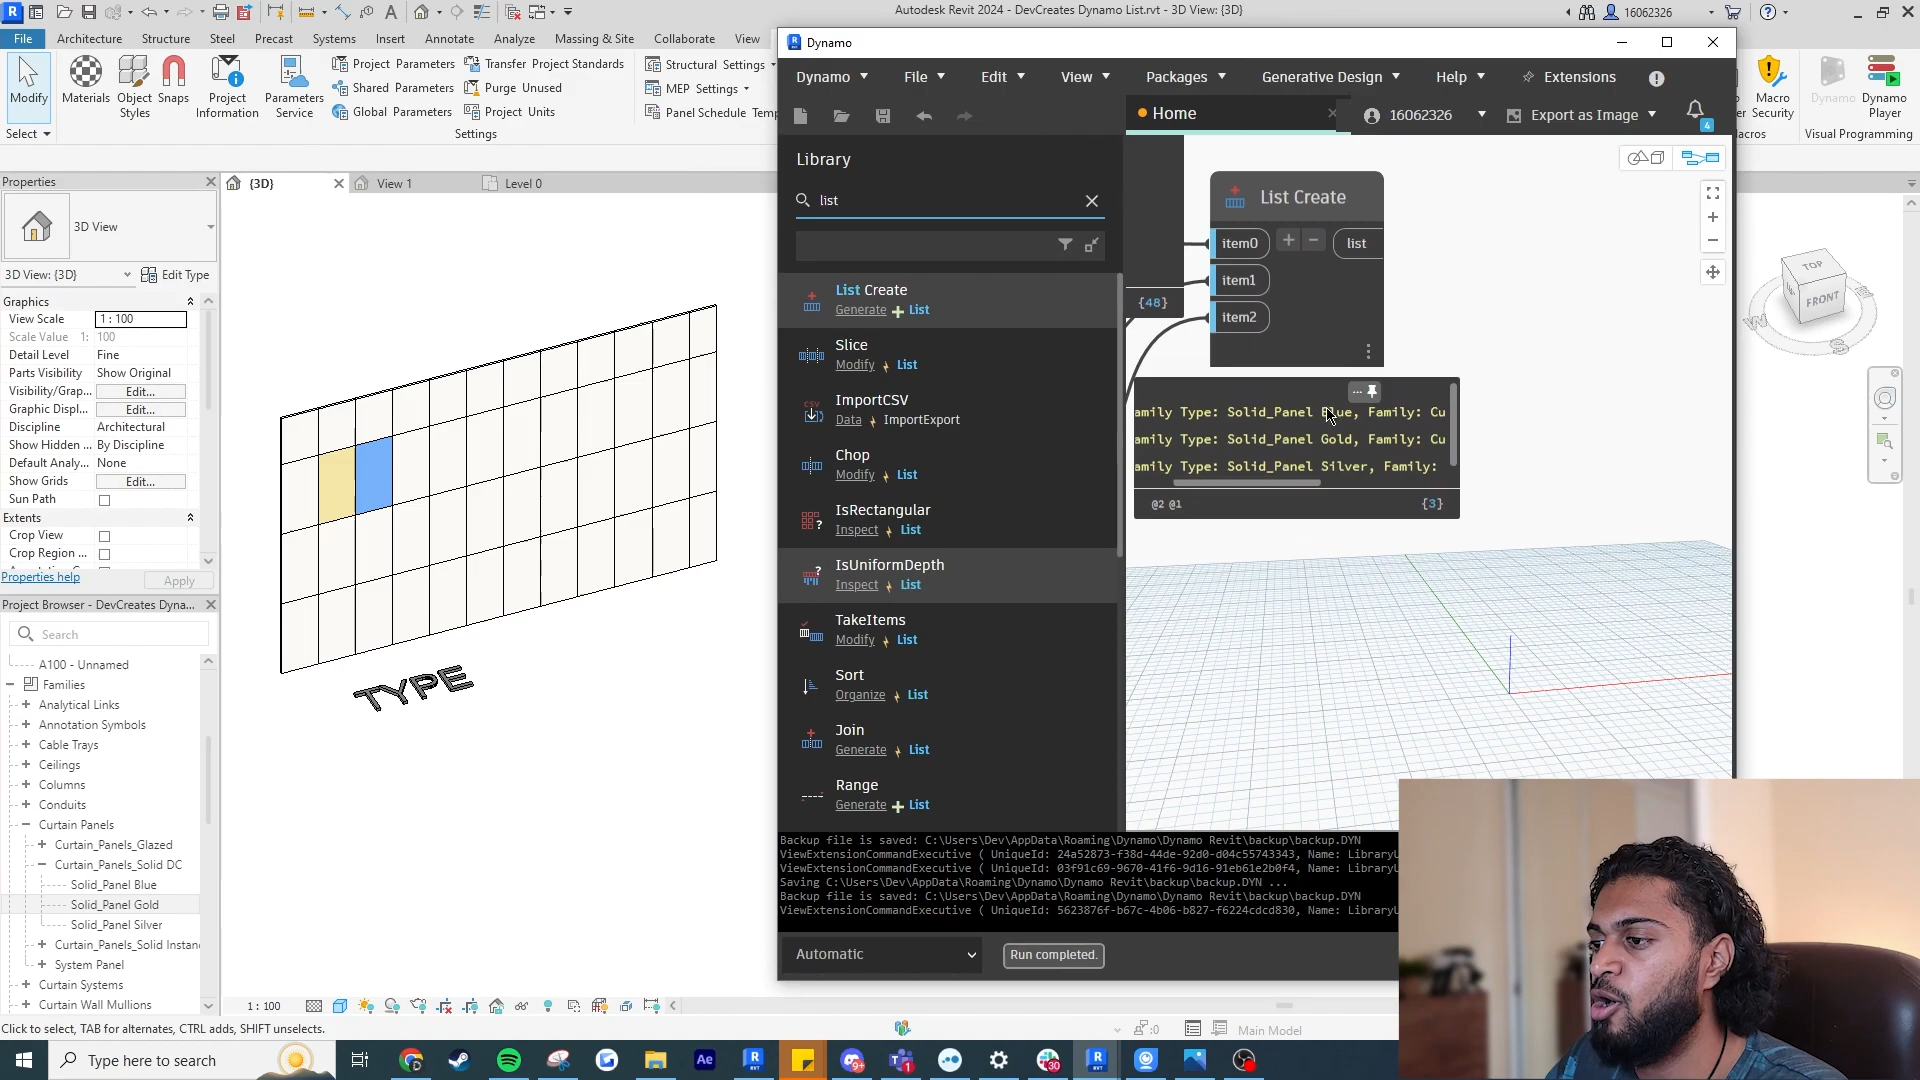 Autodesk Revit 2024 - DevCreates Dynamo List.rvt - 3D View: {3D}
16062326
File
Architecture
Structure
Steel
Precast
Systems
Insert
Annotate
Analyze
Massing & Site
Collaborate
View
Modify
Materials
Object Styles
Snaps
Project Information
Parameters Service
Project Parameters
Shared Parameters
Global Parameters
Transfer Project Standards
Purge Unused
Project Units
Structural Settings
MEP Settings
Panel Schedule Temp
Macro Security
Dynamo
Dynamo Player
Select
Settings
Visual Programming
Properties
{3D}
View 1
Level 0
3D View
3D View: {3D}
Edit Type
Graphics
View Scale 1 : 100
Scale Value 1: 100
Detail Level Fine
Parts Visibility Show Original
Visibility/Grap... Edit...
Graphic Displ... Edit...
Discipline Architectural
Show Hidden ... By Discipline
Default Analy... None
Show Grids Edit...
Sun Path
Extents
Crop View
Crop Region ...
Properties help
Apply
Project Browser - DevCreates Dyna...
Search
A100 - Unnamed
Families
Analytical Links
Annotation Symbols
Cable Trays
Ceilings
Columns
Conduits
Curtain Panels
Curtain_Panels_Glazed
Curtain_Panels_Solid DC
Solid_Panel Blue
Solid_Panel Gold
Solid_Panel Silver
Curtain_Panels_Solid Instan
System Panel
Curtain Systems
Curtain Wall Mullions
TYPE
Dynamo
Dynamo
File
Edit
View
Packages
Generative Design
Help
Extensions
Home
16062326
Export as Image
4
Library
list
List Create
Generate List
Slice
Modify List
ImportCSV
Data ImportExport
Chop
Modify List
IsRectangular
Inspect List
IsUniformDepth
Inspect List
TakeItems
Modify List
Sort
Organize List
Join
Generate List
Range
Generate List
List Create
item0
list
item1
item2
{48}
amily Type: Solid_Panel Blue, Family: Cu
amily Type: Solid_Panel Gold, Family: Cu
amily Type: Solid_Panel Silver, Family:
@2 @1
{3}
TOP
FRONT
W
S
Backup file is saved: C:\Users\Dev\AppData\Roaming\Dynamo\Dynamo Revit\backup\backup.DYN
ViewExtensionCommandExecutive ( UniqueId: 24a52873-f38d-44de-92d0-d04c55743343, Name: LibraryU
ViewExtensionCommandExecutive ( UniqueId: 03f91c69-9670-41f6-9d16-91eb61e2b0f4, Name: LibraryU
Saving C:\Users\Dev\AppData\Roaming\Dynamo\Dynamo Revit\backup\backup.DYN ...
Backup file is saved: C:\Users\Dev\AppData\Roaming\Dynamo\Dynamo Revit\backup\backup.DYN
ViewExtensionCommandExecutive ( UniqueId: 5623876f-b67c-4b06-b827-f6224cdcd830, Name: LibraryU
Automatic
Run completed.
1 : 100
Click to select, TAB for alternates, CTRL adds, SHIFT unselects.
:0
Main Model
Type here to search